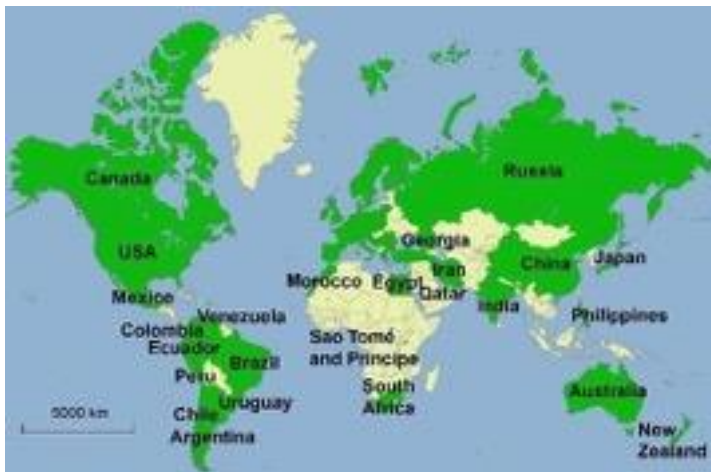 Canada
Russia
USA
Georgia
Iran
China
Japan
Morocco
Egypt
Qatar
India
Mexico
Venezuela
Philippines
Colombia
Ecuador
Sao Tomé
and Principe
Brazil
Peru
South
Africa
Australia
Uruguay
5000 km
Chile
Argentina
New
Zealand